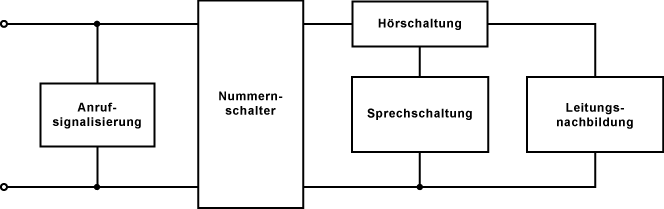 Hörschaltung
Anruf-
signalisierung
Nummern-
schalter
Sprechschaltung
Leitungs-
nachbildung